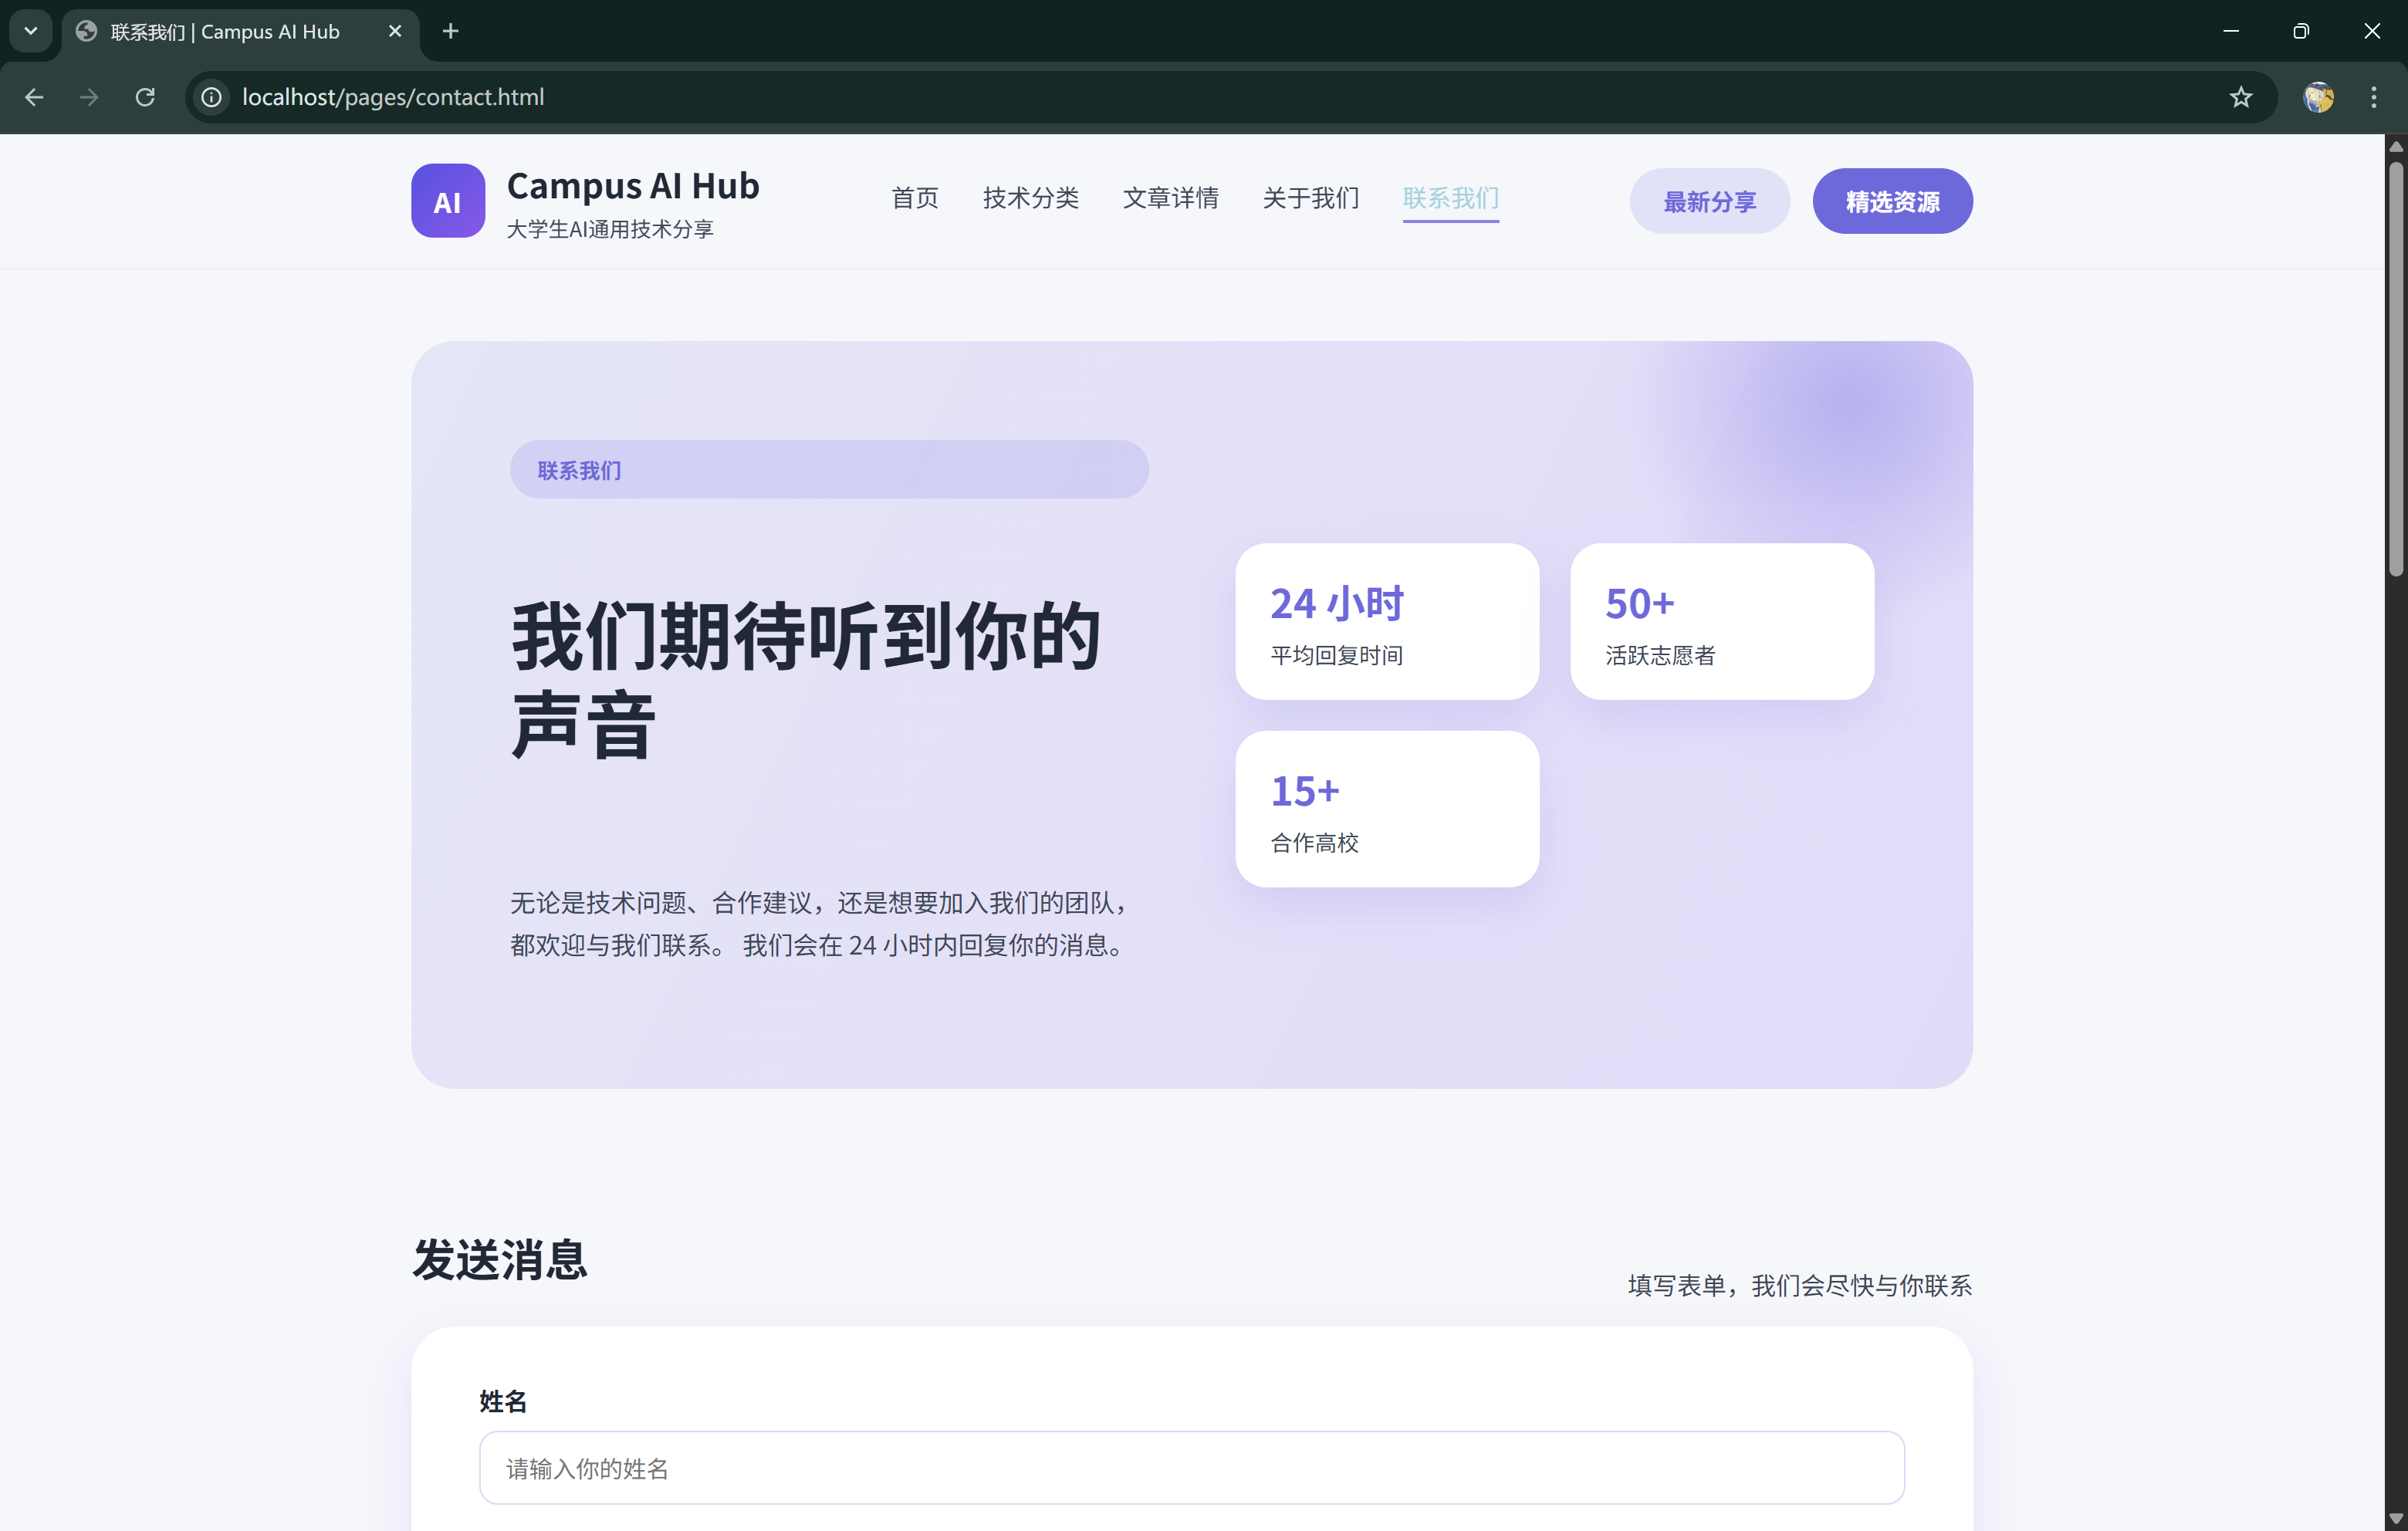 联系我们 | Campus AI Hub
localhost/pages/contact.html
AI
Campus AI Hub
大学生AI通用技术分享
首页
技术分类
文章详情
关于我们
联系我们
最新分享
精选资源
联系我们
我们期待听到你的
声音
无论是技术问题、合作建议，还是想要加入我们的团队，
都欢迎与我们联系。 我们会在 24 小时内回复你的消息。
24 小时
平均回复时间
50+
活跃志愿者
15+
合作高校
发送消息
填写表单，我们会尽快与你联系
姓名
请输入你的姓名